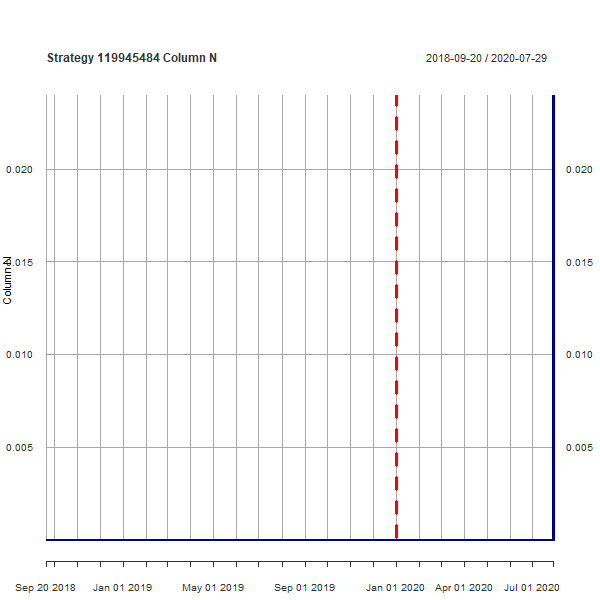 Strategy 119945484 Column N
2018-09-20 / 2020-07-29
0.020
0.020
0.015
0.015
Column N
0.010
0.010
0.005
0.005
Sep 20 2018
Jan 01 2019
May 01 2019
Sep 01 2019
Jan 01 2020
Apr 01 2020
Jul 01 2020